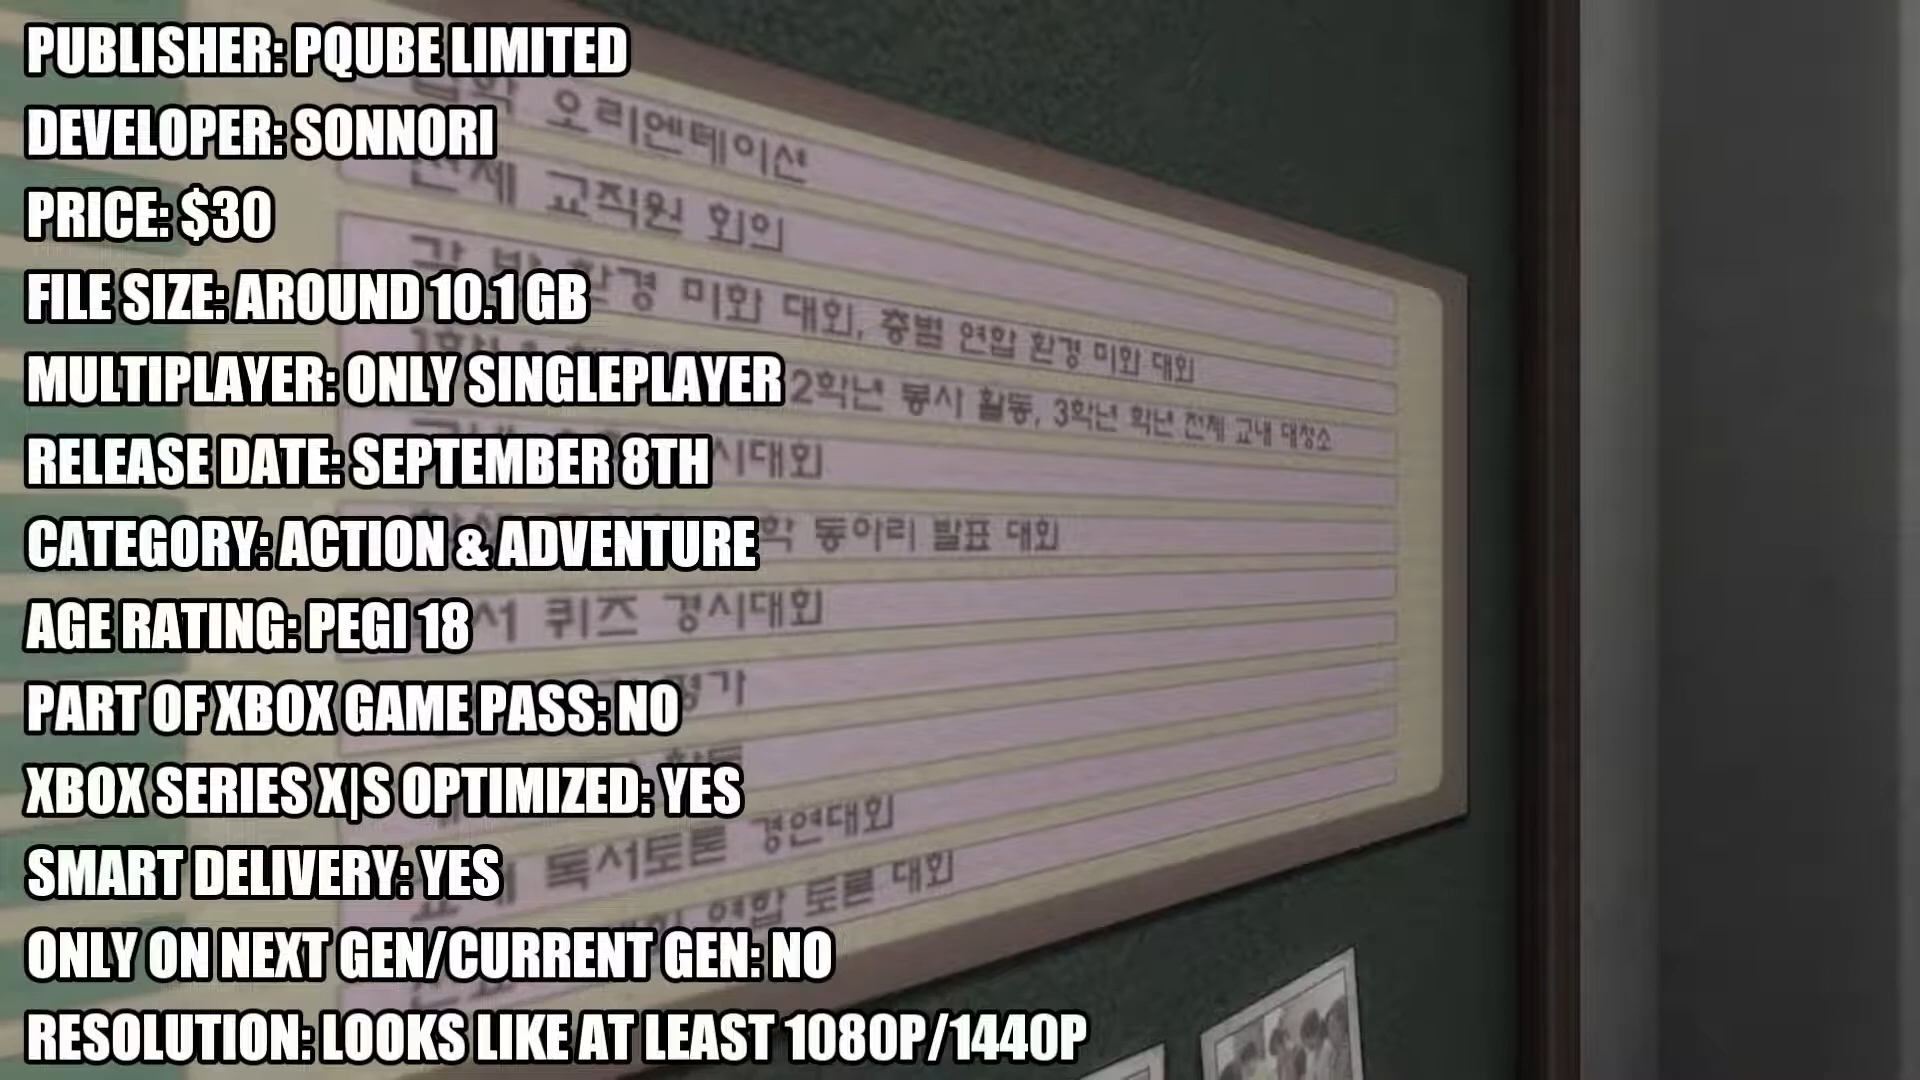 PUBLISHER: PQUBE LIMITED
DEVELOPER: SONNORI
PRICE: $30
FILE SIZE: AROUND 10.1 GB
MULTIPLAYER: ONLY SINGLEPLAYER
RELEASE DATE: SEPTEMBER 8TH
CATEGORY: ACTION & ADVENTURE
AGE RATING: PEGI 18
PART OF XBOX GAME PASS: NO
XBOX SERIES X|S OPTIMIZED: YES
SMART DELIVERY: YES
ONLY ON NEXT GEN/CURRENT GEN: NO
RESOLUTION: LOOKS LIKE AT LEAST 1080P/1440P
오리엔테이션
교직원 회의
환경 미화 대회, 층별 연합 환경 미화 대회
2학년 봉사 활동, 3학년 학년 전체 교내 대청소
동아리 발표 대회
퀴즈 경시대회
독서토론 경연대회
연합 토론 대회